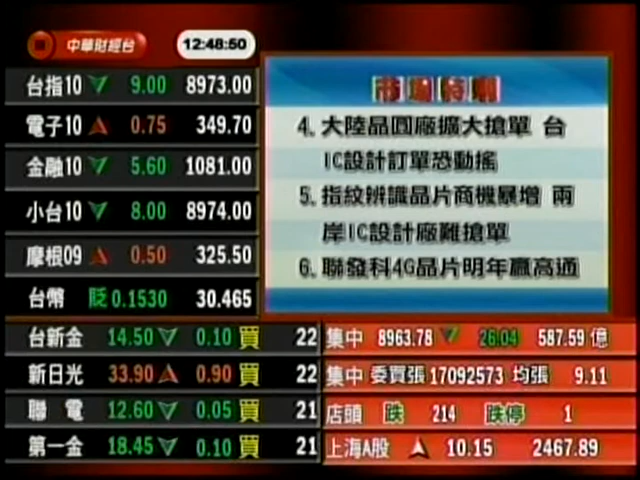 中華財經台
12:48:50
台指10 9.00 8973.00
電子10 0.75 349.70
金融10 5.60 1081.00
小台10 8.00 8974.00
摩根09 0.50 325.50
台幣 貶0.1530 30.465
市場特蒐
4. 大陸晶圓廠擴大搶單 台
IC設計訂單恐動搖
5. 指紋辨識晶片商機暴增 兩
岸IC設計廠難搶單
6. 聯發科4G晶片明年贏高通
台新金 14.50 0.10 買 22
新日光 33.90 0.90 買 22
聯電 12.60 0.05 買 21
第一金 18.45 0.10 買 21
集中 8963.78 26.04 587.59 億
集中 委買張 17092573 均張 9.11
店頭 跌 214 跌停 1
上海A股 10.15 2467.89